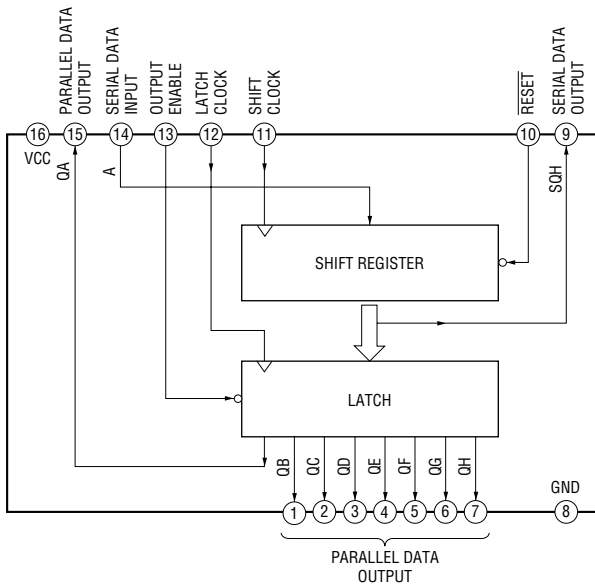 PARALLEL DATA
OUTPUT
SERIAL DATA
INPUT
OUTPUT
ENABLE
LATCH
CLOCK
SHIFT
CLOCK
RESET
SERIAL DATA
OUTPUT
16
15
14
13
12
11
10
9
VCC
QA
A
SQH
SHIFT REGISTER
LATCH
QB
QC
QD
QE
QF
QG
QH
GND
1
2
3
4
5
6
7
8
PARALLEL DATA
OUTPUT